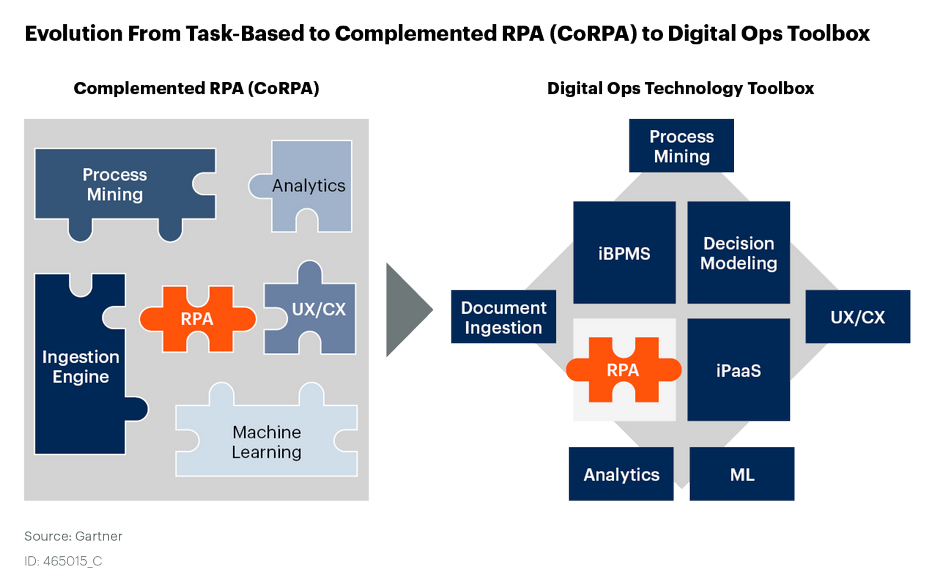 Evolution From Task-Based to Complemented RPA (CoRPA) to Digital Ops Toolbox
Complemented RPA (CoRPA)
Process
Mining
Analytics
Ingestion
Engine
RPA
UX/CX
Machine
Learning
Digital Ops Technology Toolbox
Process
Mining
iBPMS
Decision
Modeling
Document
Ingestion
UX/CX
RPA
iPaaS
Analytics
ML
Source: Gartner
ID: 465015_C